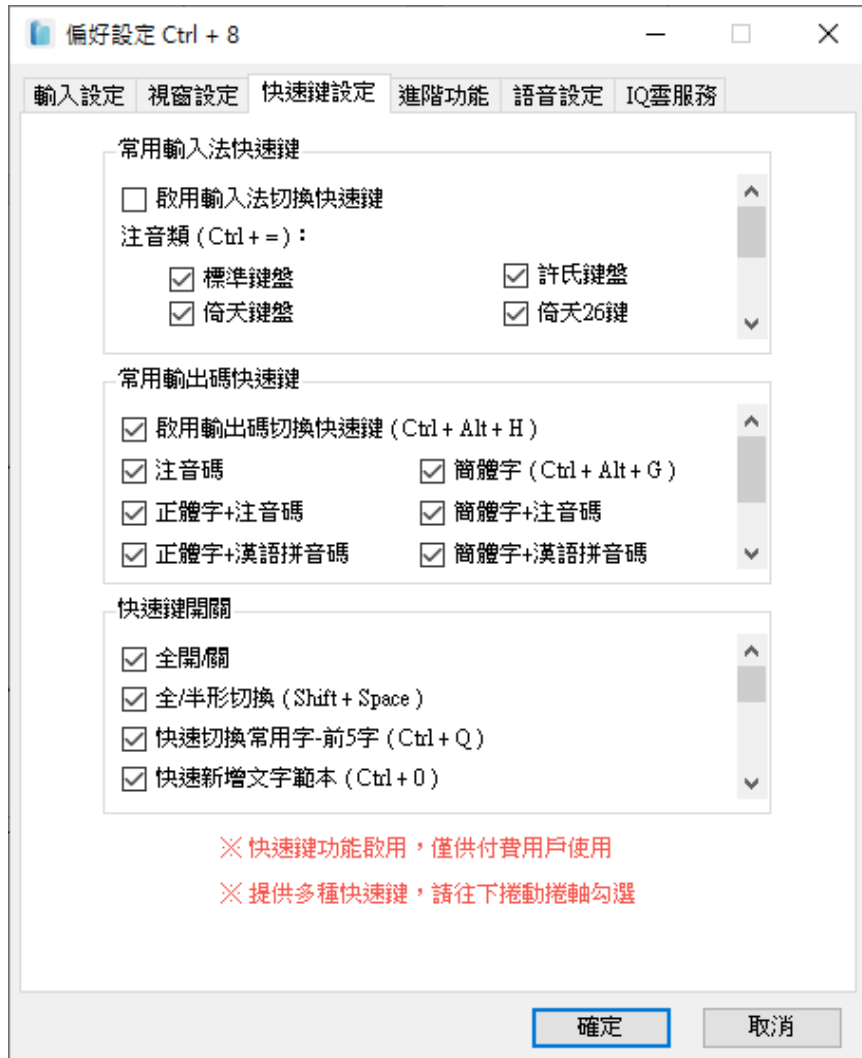 偏好設定 Ctrl + 8
輸入設定 視窗設定 快速鍵設定 進階功能 語音設定 IQ雲服務
常用輸入法快速鍵
啟用輸入法切換快速鍵
注音類 ( Ctrl + = ) :
標準鍵盤 許氏鍵盤
倚天鍵盤 倚天26鍵
常用輸出碼快速鍵
啟用輸出碼切換快速鍵 ( Ctrl + Alt + H )
注音碼 簡體字 ( Ctrl + Alt + G )
正體字+注音碼 簡體字+注音碼
正體字+漢語拼音碼 簡體字+漢語拼音碼
快速鍵開關
全開/關
全/半形切換 ( Shift + Space )
快速切換常用字-前5字 ( Ctrl + Q )
快速新增文字範本 ( Ctrl + 0 )
※ 快速鍵功能啟用,僅供付費用戶使用
※ 提供多種快速鍵,請往下捲動捲軸勾選
確定 取消